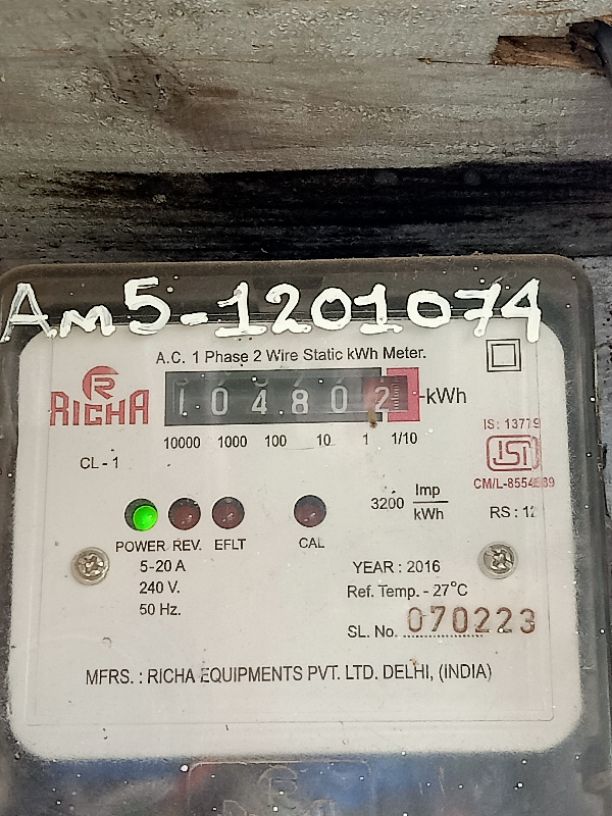 Am5-1201074
A.C. 1 Phase 2 Wire Static kWh Meter.
R
RICHA
1 0 4 8 0 2
kWh
10000 1000 100 10 1 1/10
IS : 13779
ISI
CM/L-8554689
CL - 1
3200 Imp
kWh
RS : 12
POWER REV. EFLT CAL
5-20 A
240 V.
50 Hz.
YEAR : 2016
Ref. Temp. - 27°C
SL. No. 070223
MFRS. : RICHA EQUIPMENTS PVT. LTD. DELHI, (INDIA)